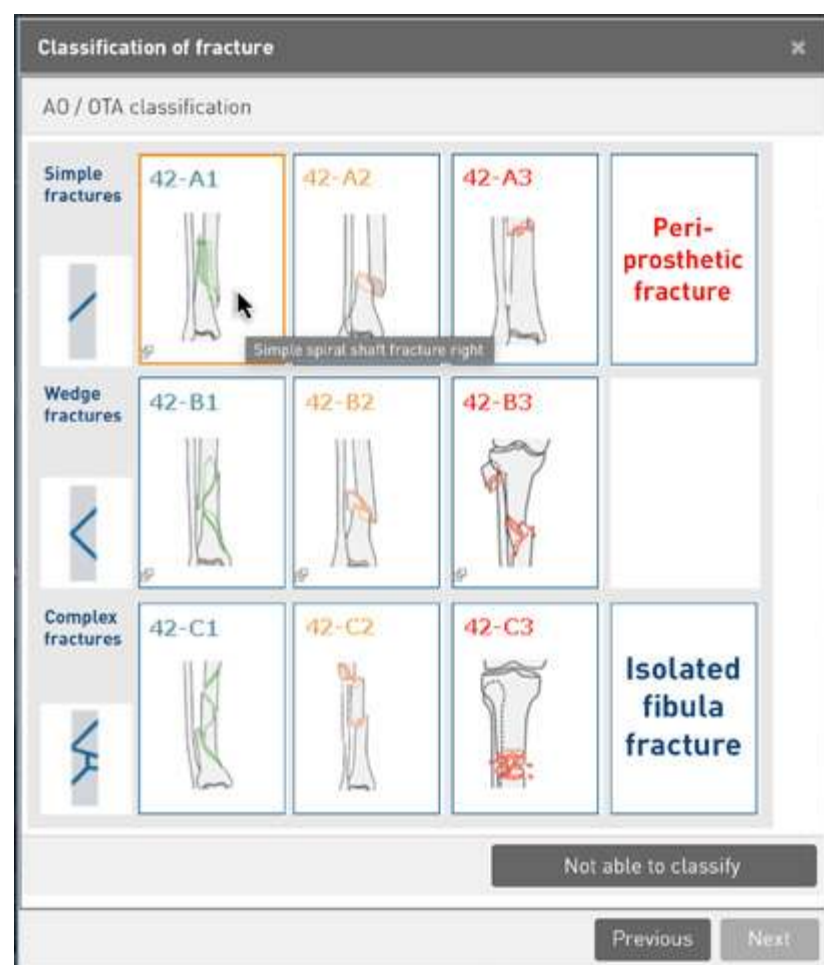 Classification of fracture
AO / OTA classification
Simple
fractures
42-A1
42-A2
42-A3
Peri-
prosthetic
fracture
Simple spiral shaft fracture right
Wedge
fractures
42-B1
42-B2
42-B3
Complex
fractures
42-C1
42-C2
42-C3
Isolated
fibula
fracture
Not able to classify
Previous
Next